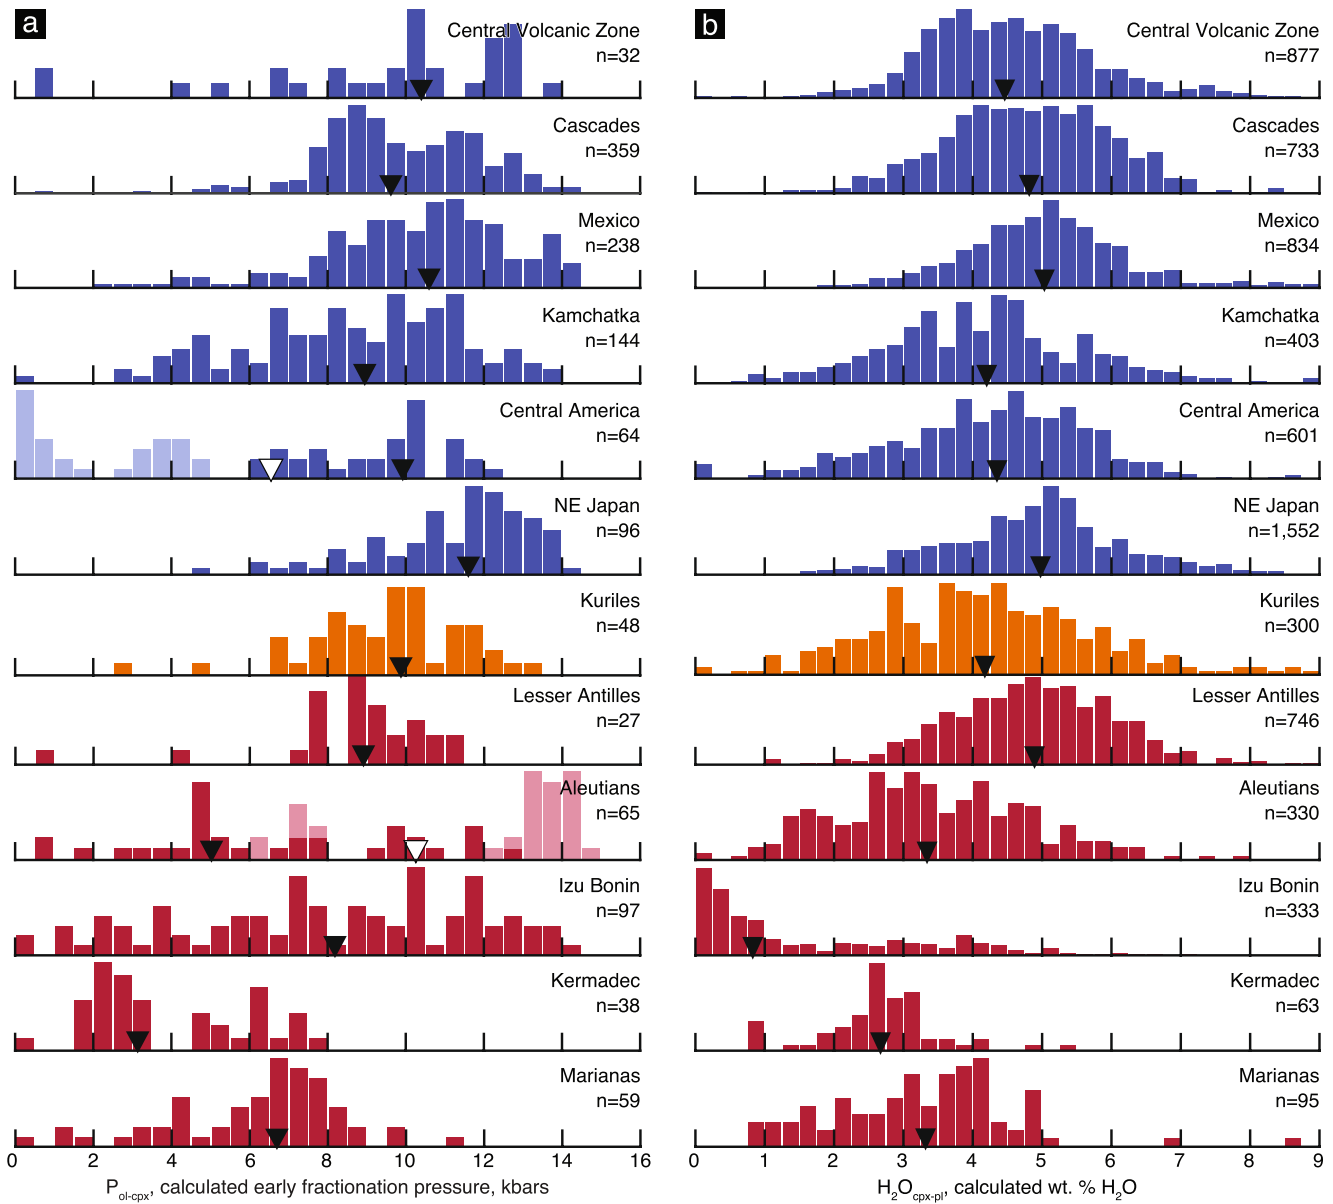 a
Central Volcanic Zone
n=32
Cascades
n=359
Mexico
n=238
Kamchatka
n=144
Central America
n=64
NE Japan
n=96
Kuriles
n=48
Lesser Antilles
n=27
Aleutians
n=65
Izu Bonin
n=97
Kermadec
n=38
Marianas
n=59
0 2 4 6 8 10 12 14 16
Pol-cpx, calculated early fractionation pressure, kbars
b
Central Volcanic Zone
n=877
Cascades
n=733
Mexico
n=834
Kamchatka
n=403
Central America
n=601
NE Japan
n=1,552
Kuriles
n=300
Lesser Antilles
n=746
Aleutians
n=330
Izu Bonin
n=333
Kermadec
n=63
Marianas
n=95
0 1 2 3 4 5 6 7 8 9
H2Ocpx-pl, calculated wt. % H2O